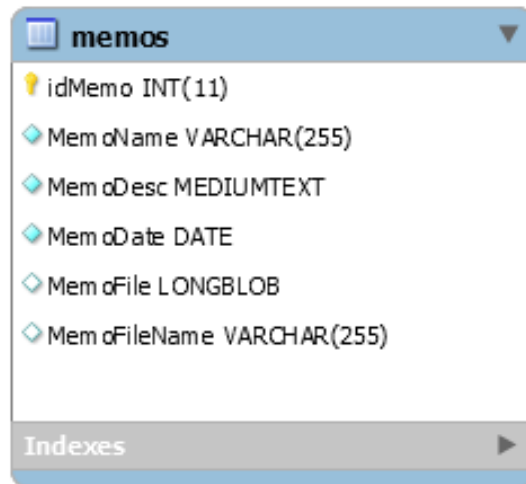 memos
idMemo INT(11)
MemoName VARCHAR(255)
MemoDesc MEDIUMTEXT
MemoDate DATE
MemoFile LONGBLOB
MemoFileName VARCHAR(255)
Indexes